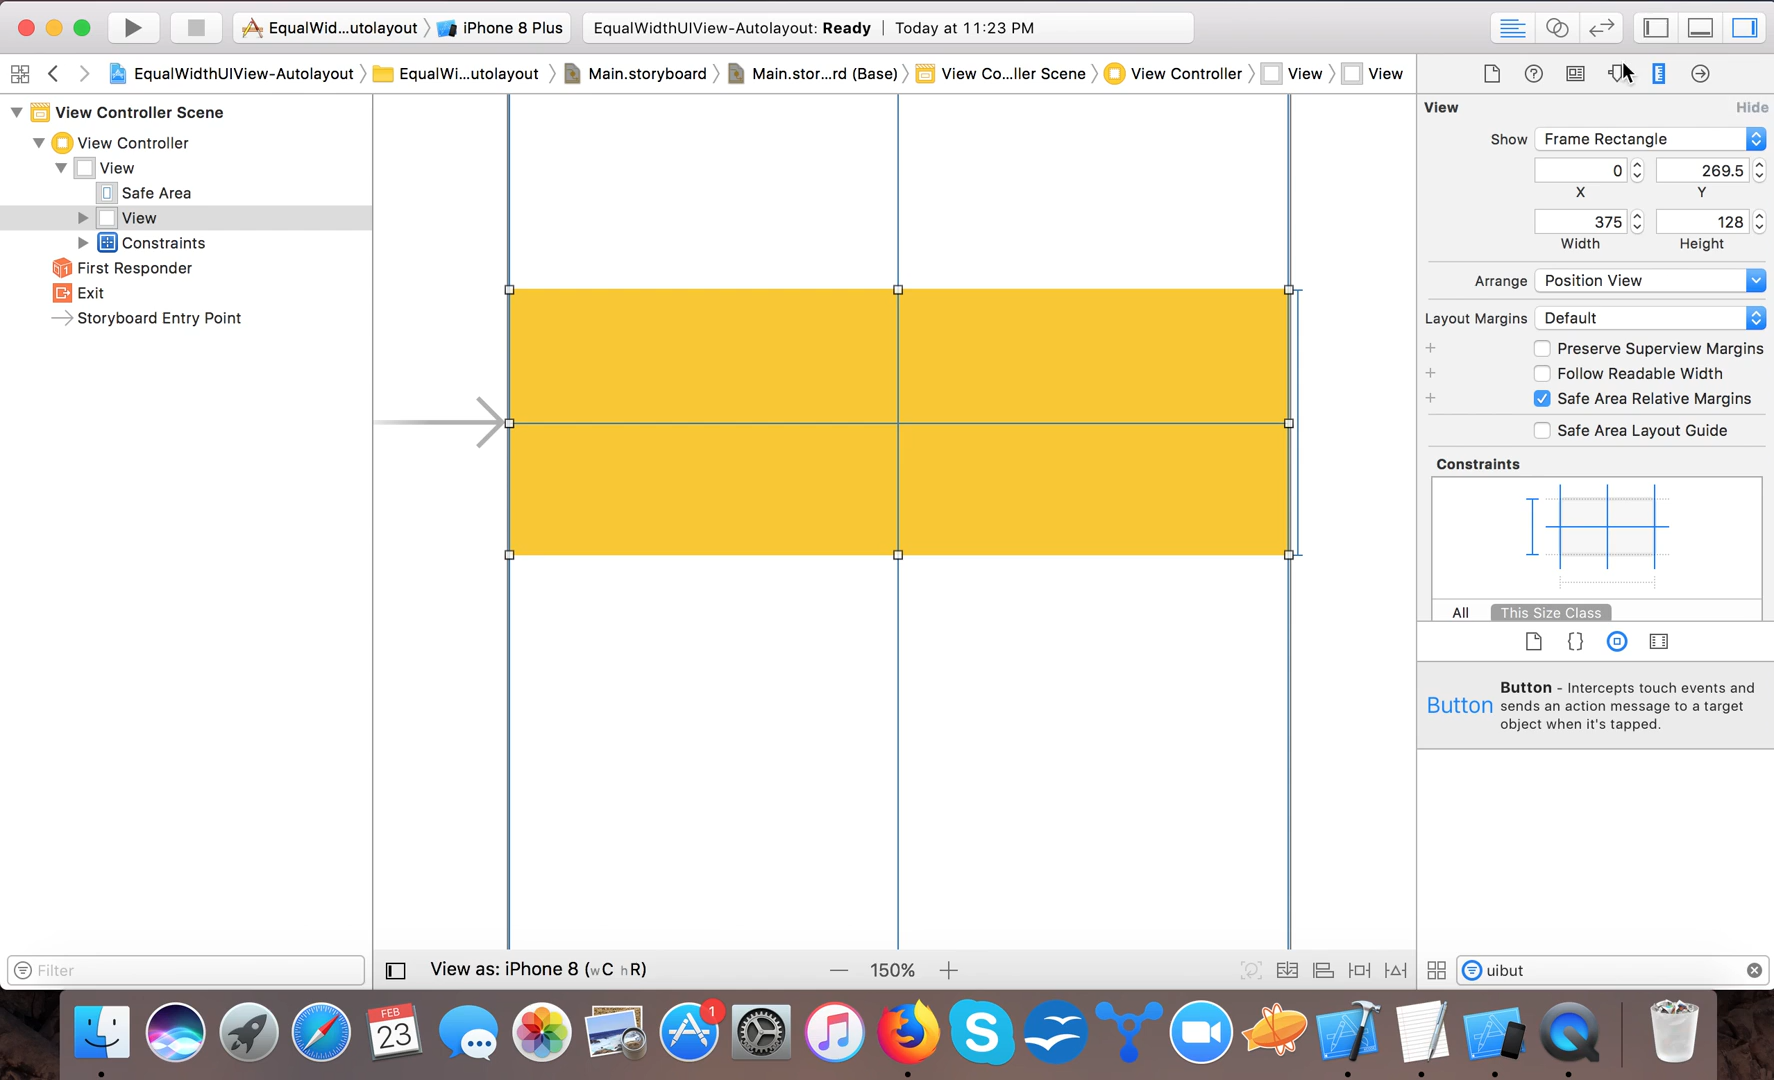 EqualWid...utolayout
iPhone 8 Plus
EqualWidthUIView-Autolayout: Ready | Today at 11:23 PM
EqualWidthUIView-Autolayout
EqualWi...utolayout
Main.storyboard
Main.stor...rd (Base)
View Co...ller Scene
View Controller
View
View
View Controller Scene
View Controller
View
Safe Area
View
Constraints
First Responder
Exit
Storyboard Entry Point
Filter
View as: iPhone 8 (wC hR)
150%
View
Hide
Show
Frame Rectangle
0
269.5
X
Y
375
128
Width
Height
Arrange
Position View
Layout Margins
Default
Preserve Superview Margins
Follow Readable Width
Safe Area Relative Margins
Safe Area Layout Guide
Constraints
All
This Size Class
{}
Button
Button - Intercepts touch events and
sends an action message to a target
object when it's tapped.
uibut
FEB
23
1